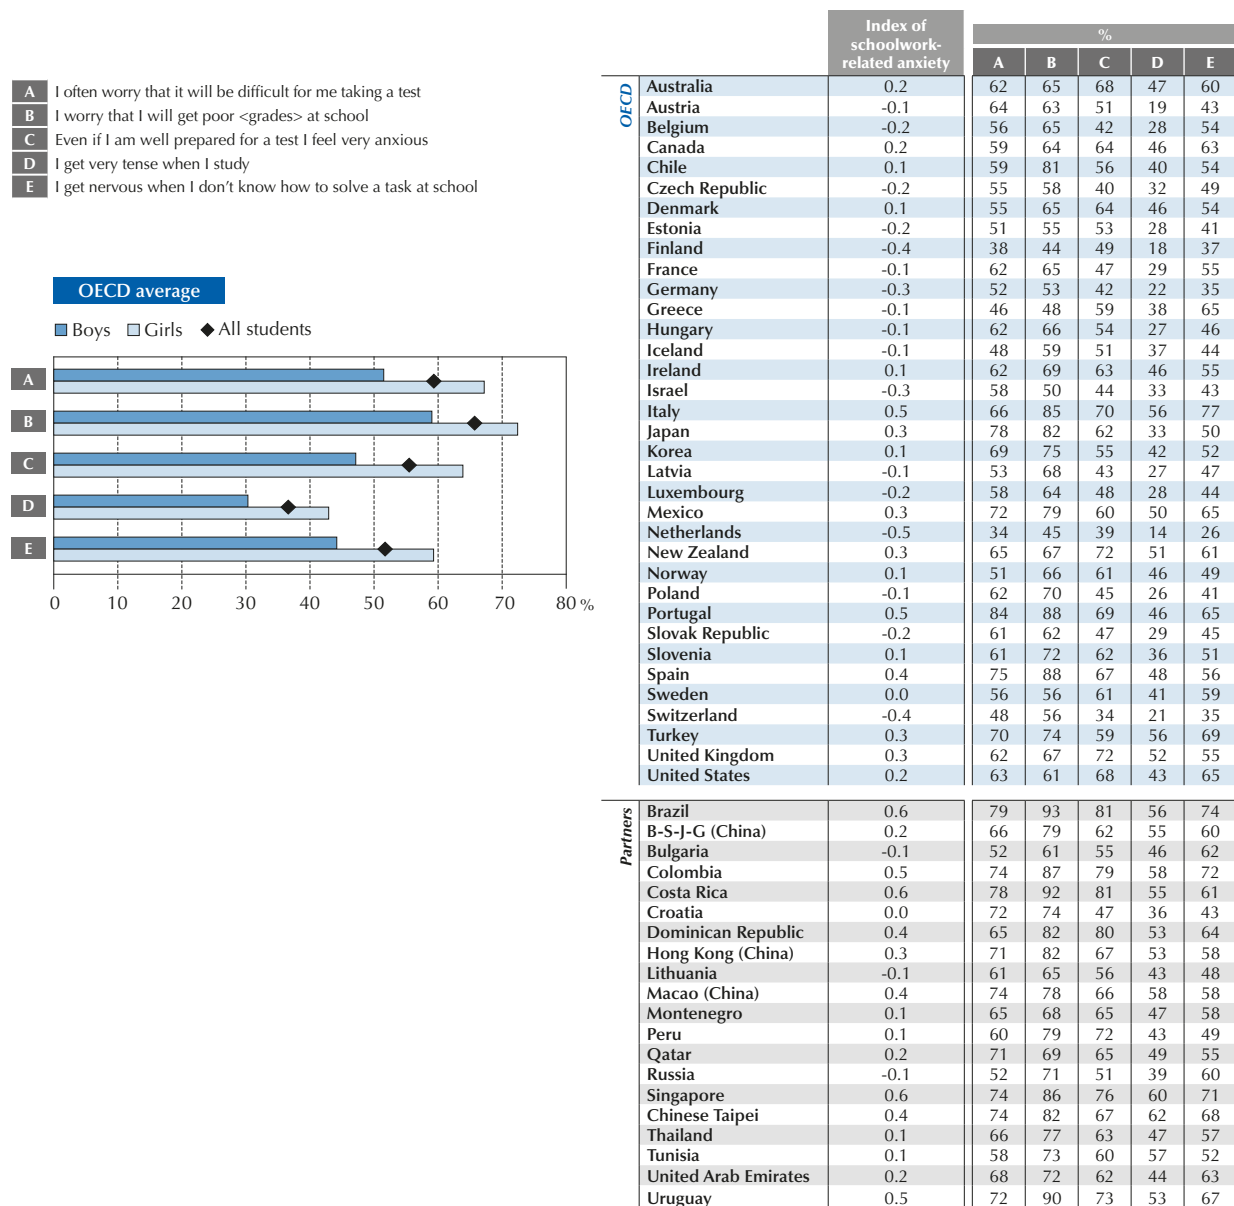 A I often worry that it will be difficult for me taking a test
B I worry that I will get poor <grades> at school
C Even if I am well prepared for a test I feel very anxious
D I get very tense when I study
E I get nervous when I don't know how to solve a task at school
OECD average
Boys Girls All students
A
B
C
D
E
0 10 20 30 40 50 60 70 80 %
Index of
schoolwork-
related anxiety
%
A B C D E
OECD
Australia 0.2 62 65 68 47 60
Austria -0.1 64 63 51 19 43
Belgium -0.2 56 65 42 28 54
Canada 0.2 59 64 64 46 63
Chile 0.1 59 81 56 40 54
Czech Republic -0.2 55 58 40 32 49
Denmark 0.1 55 65 64 46 54
Estonia -0.2 51 55 53 28 41
Finland -0.4 38 44 49 18 37
France -0.1 62 65 47 29 55
Germany -0.3 52 53 42 22 35
Greece -0.1 46 48 59 38 65
Hungary -0.1 62 66 54 27 46
Iceland -0.1 48 59 51 37 44
Ireland 0.1 62 69 63 46 55
Israel -0.3 58 50 44 33 43
Italy 0.5 66 85 70 56 77
Japan 0.3 78 82 62 33 50
Korea 0.1 69 75 55 42 52
Latvia -0.1 53 68 43 27 47
Luxembourg -0.2 58 64 48 28 44
Mexico 0.3 72 79 60 50 65
Netherlands -0.5 34 45 39 14 26
New Zealand 0.3 65 67 72 51 61
Norway 0.1 51 66 61 46 49
Poland -0.1 62 70 45 26 41
Portugal 0.5 84 88 69 46 65
Slovak Republic -0.2 61 62 47 29 45
Slovenia 0.1 61 72 62 36 51
Spain 0.4 75 88 67 48 56
Sweden 0.0 56 56 61 41 59
Switzerland -0.4 48 56 34 21 35
Turkey 0.3 70 74 59 56 69
United Kingdom 0.3 62 67 72 52 55
United States 0.2 63 61 68 43 65
Partners
Brazil 0.6 79 93 81 56 74
B-S-J-G (China) 0.2 66 79 62 55 60
Bulgaria -0.1 52 61 55 46 62
Colombia 0.5 74 87 79 58 72
Costa Rica 0.6 78 92 81 55 61
Croatia 0.0 72 74 47 36 43
Dominican Republic 0.4 65 82 80 53 64
Hong Kong (China) 0.3 71 82 67 53 58
Lithuania -0.1 61 65 56 43 48
Macao (China) 0.4 74 78 66 58 58
Montenegro 0.1 65 68 65 47 58
Peru 0.1 60 79 72 43 49
Qatar 0.2 71 69 65 49 55
Russia -0.1 52 71 51 39 60
Singapore 0.6 74 86 76 60 71
Chinese Taipei 0.4 74 82 67 62 68
Thailand 0.1 66 77 63 47 57
Tunisia 0.1 58 73 60 57 52
United Arab Emirates 0.2 68 72 62 44 63
Uruguay 0.5 72 90 73 53 67